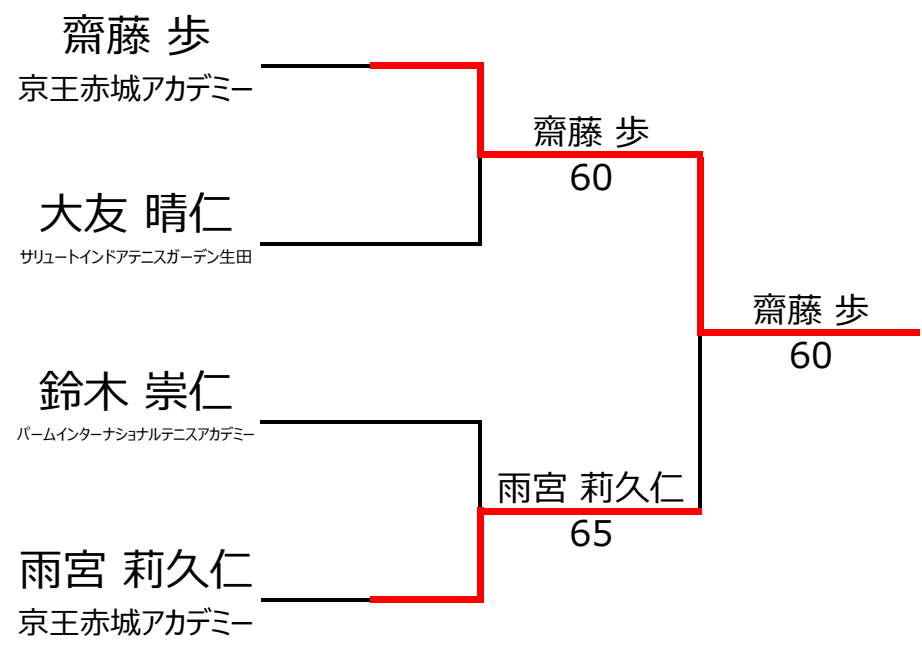 齋藤 歩
京王赤城アカデミー
齋藤 歩
60
大友 晴仁
サリュートインドアテニスガーデン生田
齋藤 歩
60
鈴木 崇仁
パームインターナショナルテニスアカデミー
雨宮 莉久仁
65
雨宮 莉久仁
京王赤城アカデミー